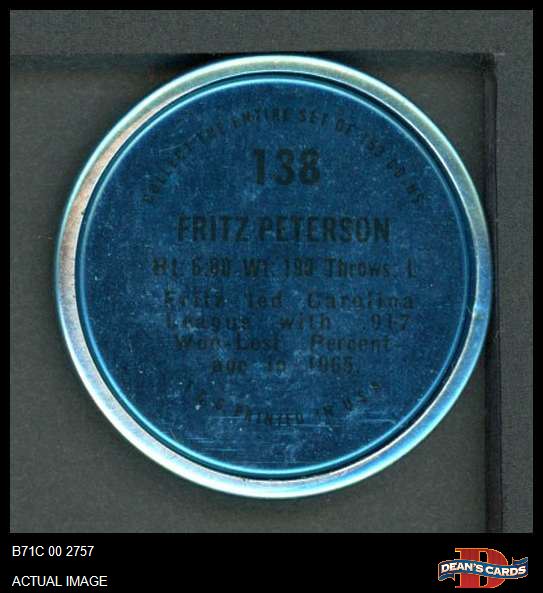 COLLECT THE ENTIRE SET OF 153 COINS
138
FRITZ PETERSON
Ht. 6:00 Wt. 190 Throws: L
Fritz led Carolina
League with .917
Won-Lost Percent-
age in 1965.
T.C.G. PRINTED IN U.S.A.
B71C 00 2757
ACTUAL IMAGE
DEAN'S CARDS